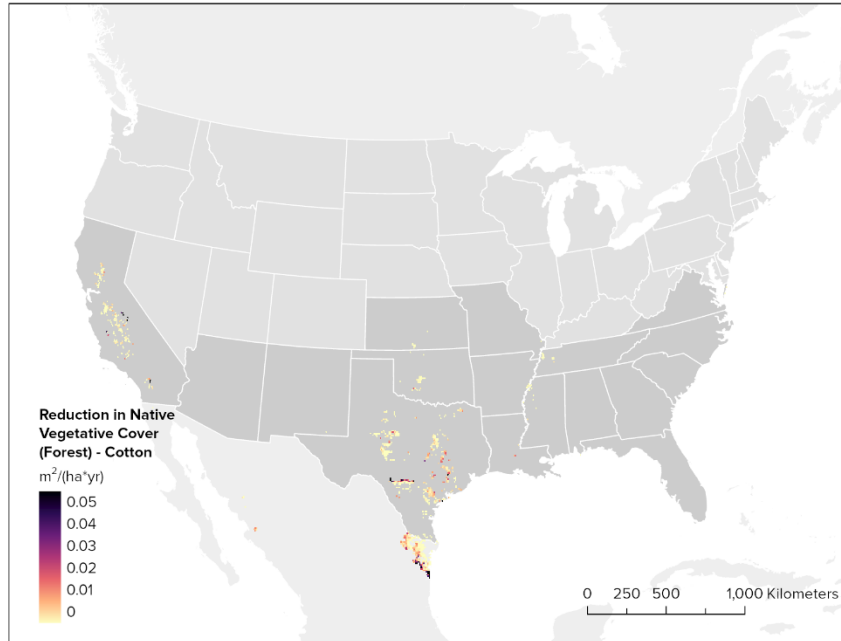 Reduction in Native
Vegetative Cover
(Forest) - Cotton
m²/(ha*yr)
0.05
0.04
0.03
0.02
0.01
0
0 250 500 1,000 Kilometers